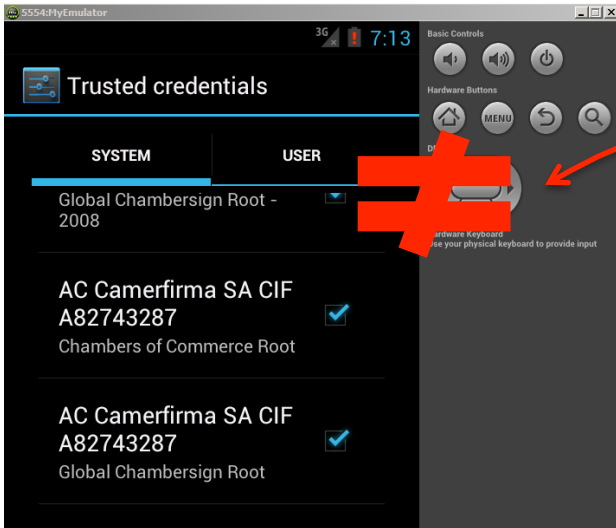 5554:MyEmulator
3G
7:13
Basic Controls
Trusted credentials
Hardware Buttons
MENU
SYSTEM
USER
Global Chambersign Root -
2008
Hardware Keyboard
Use your physical keyboard to provide input
AC Camerfirma SA CIF
A82743287
Chambers of Commerce Root
AC Camerfirma SA CIF
A82743287
Global Chambersign Root